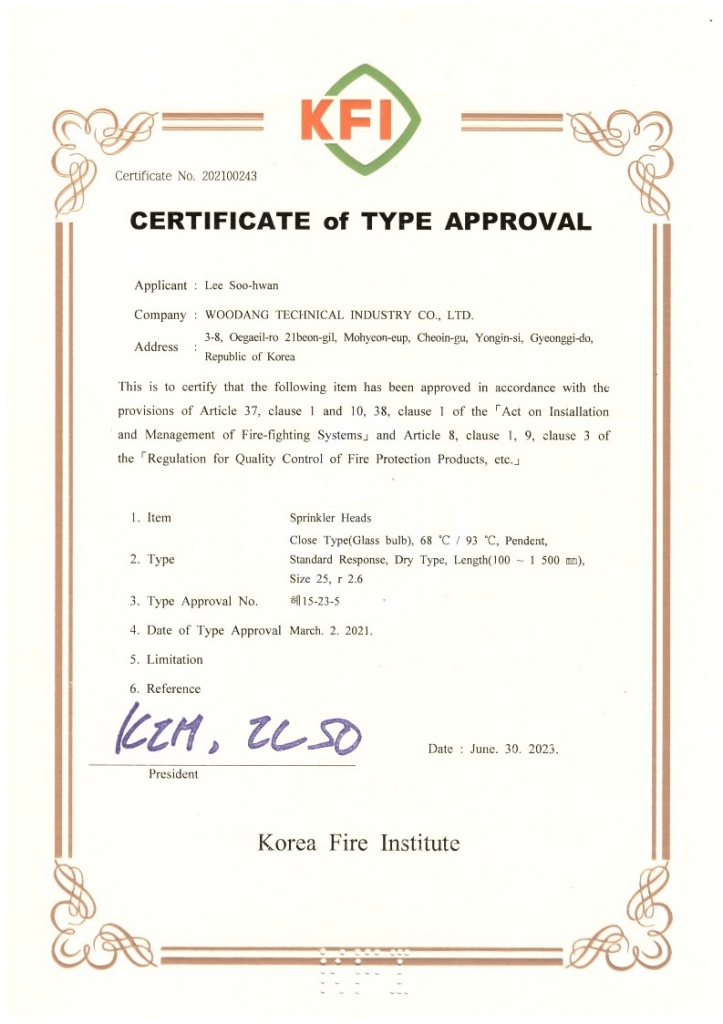 KFI
Certificate No. 202100243
CERTIFICATE of TYPE APPROVAL
Applicant : Lee Soo-hwan
Company : WOODANG TECHNICAL INDUSTRY CO., LTD.
Address : 3-8, Oegaeil-ro 21beon-gil, Mohyeon-eup, Cheoin-gu, Yongin-si, Gyeonggi-do,
Republic of Korea
This is to certify that the following item has been approved in accordance with the
provisions of Article 37, clause 1 and 10, 38, clause 1 of the「Act on Installation
and Management of Fire-fighting Systems」and Article 8, clause 1, 9, clause 3 of
the「Regulation for Quality Control of Fire Protection Products, etc.」
1. Item Sprinkler Heads
2. Type Close Type(Glass bulb), 68 ℃ / 93 ℃, Pendent,
Standard Response, Dry Type, Length(100 ~ 1 500 ㎜),
Size 25, r 2.6
3. Type Approval No. 헤15-23-5
4. Date of Type Approval March. 2. 2021.
5. Limitation
6. Reference
Date : June. 30. 2023.
President
Korea Fire Institute